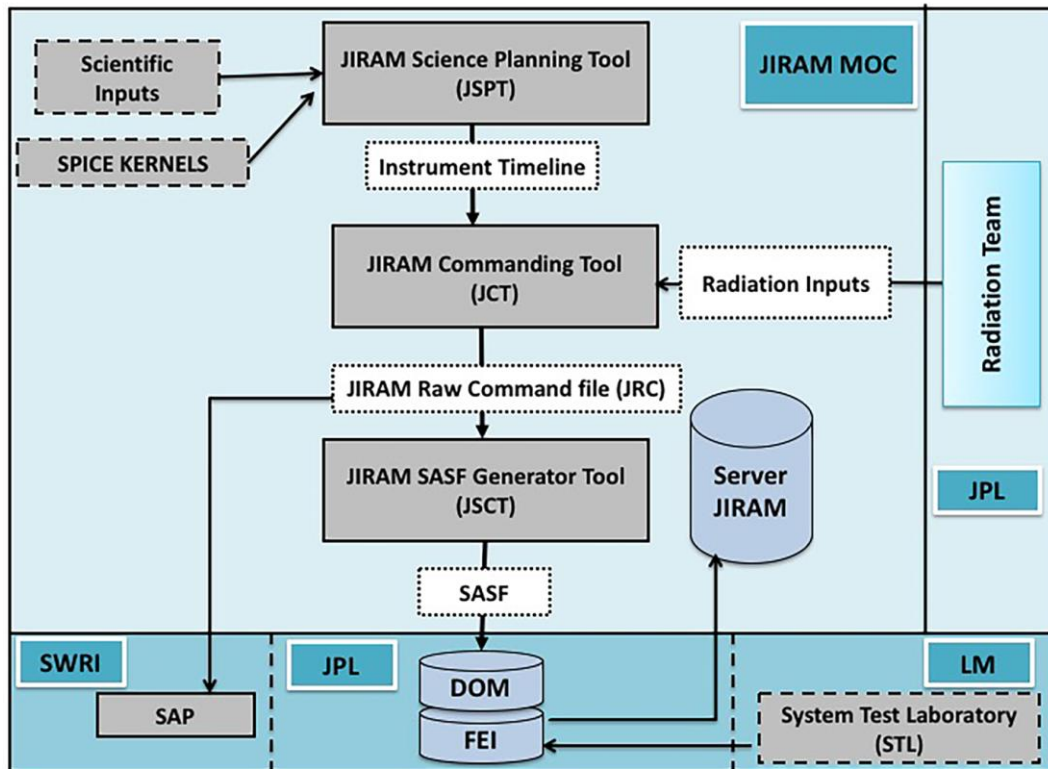 JIRAM Science Planning Tool
(JSPT)
JIRAM MOC
Scientific
Inputs
SPICE KERNELS
Instrument Timeline
JIRAM Commanding Tool
(JCT)
Radiation Inputs
Radiation Team
JIRAM Raw Command file (JRC)
JIRAM SASF Generator Tool
(JSCT)
Server
JIRAM
JPL
SASF
SWRI
JPL
LM
SAP
DOM
FEI
System Test Laboratory
(STL)